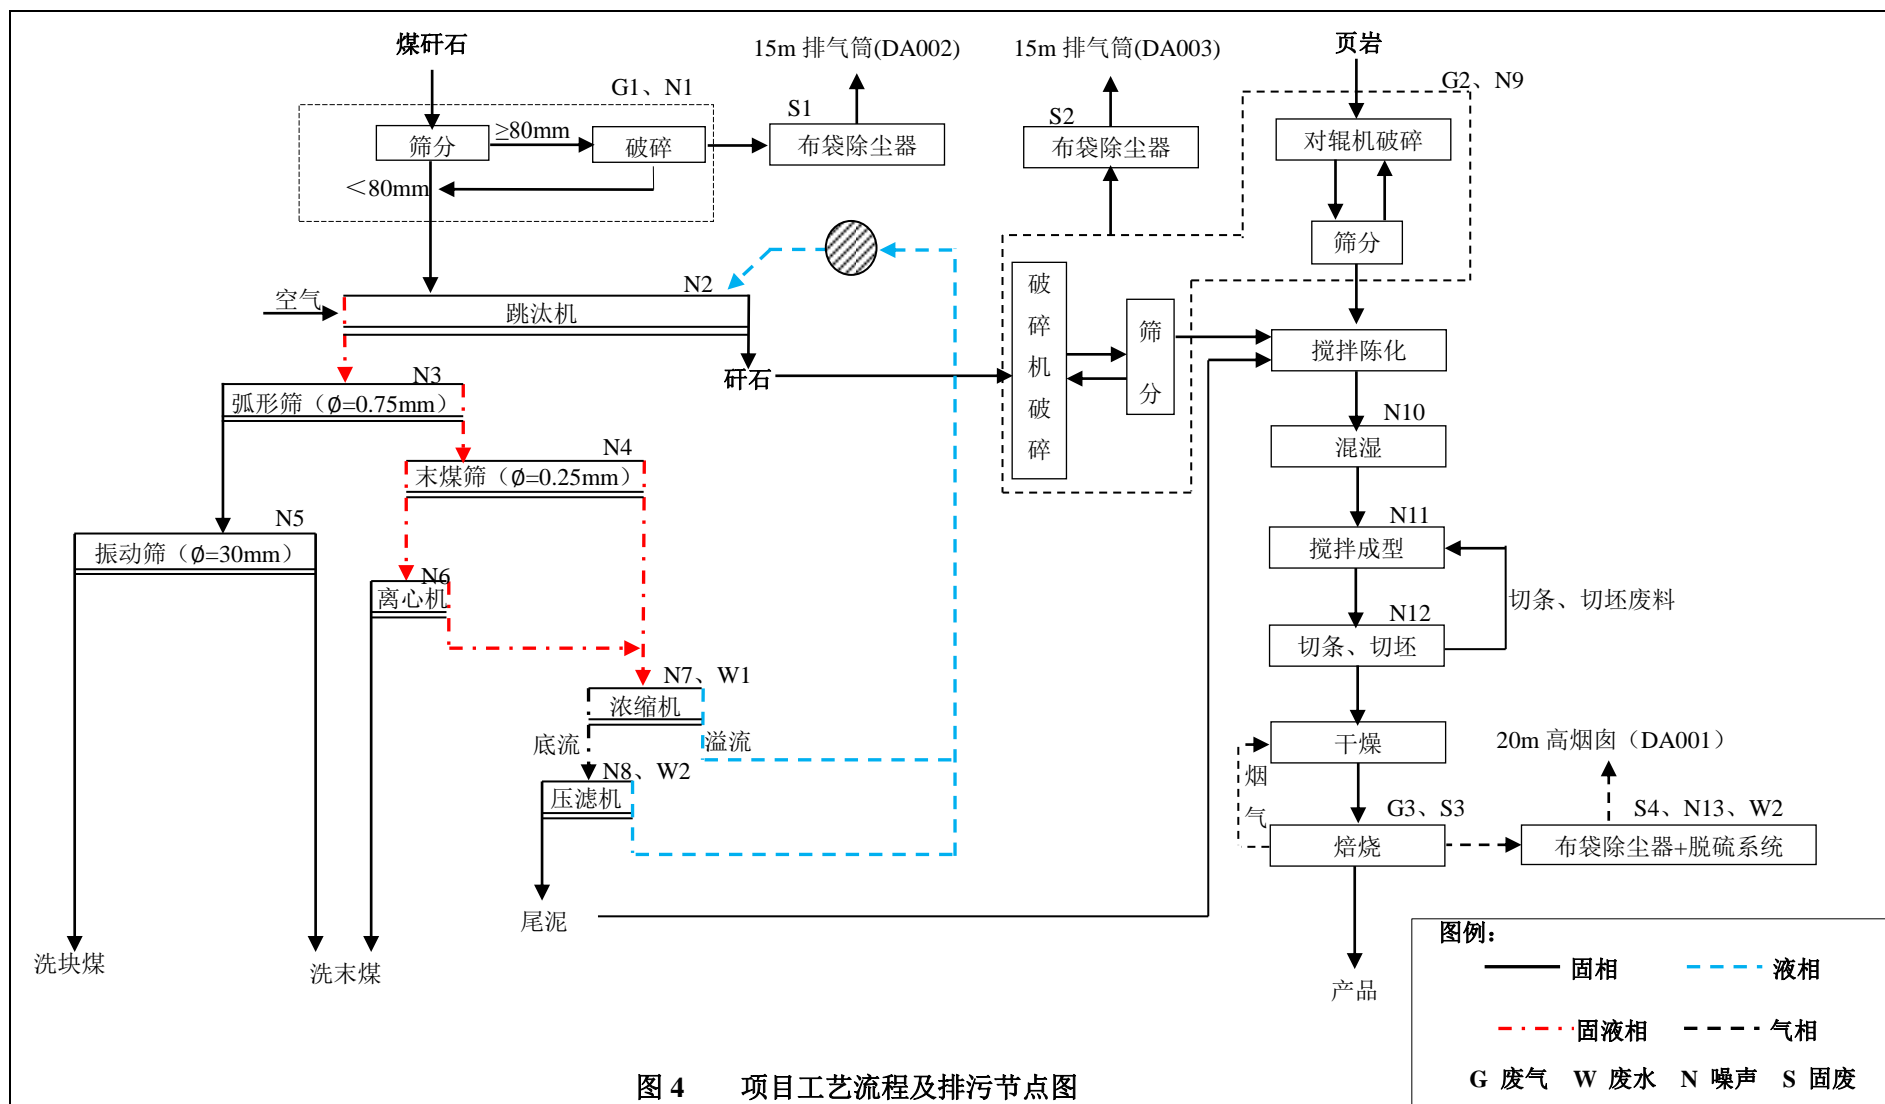 煤矸石
15m 排气筒(DA002)
15m 排气筒(DA003)
页岩
G1、N1
G2、N9
S1
S2
筛分
≥80mm
破碎
布袋除尘器
布袋除尘器
对辊机破碎
＜80mm
筛分
空气
N2
跳汰机
破碎机破碎
筛分
搅拌陈化
矸石
N3
弧形筛（∅=0.75mm）
N4
末煤筛（∅=0.25mm）
N10
混湿
N5
振动筛（∅=30mm）
N11
搅拌成型
N6
离心机
切条、切坯废料
N12
切条、切坯
N7、W1
浓缩机
底流
溢流
干燥
20m 高烟囱（DA001）
烟气
N8、W2
压滤机
G3、S3
S4、N13、W2
焙烧
布袋除尘器+脱硫系统
尾泥
洗块煤
洗末煤
产品
图例：
固相
液相
固液相
气相
G 废气 W 废水 N 噪声 S 固废
图 4 项目工艺流程及排污节点图